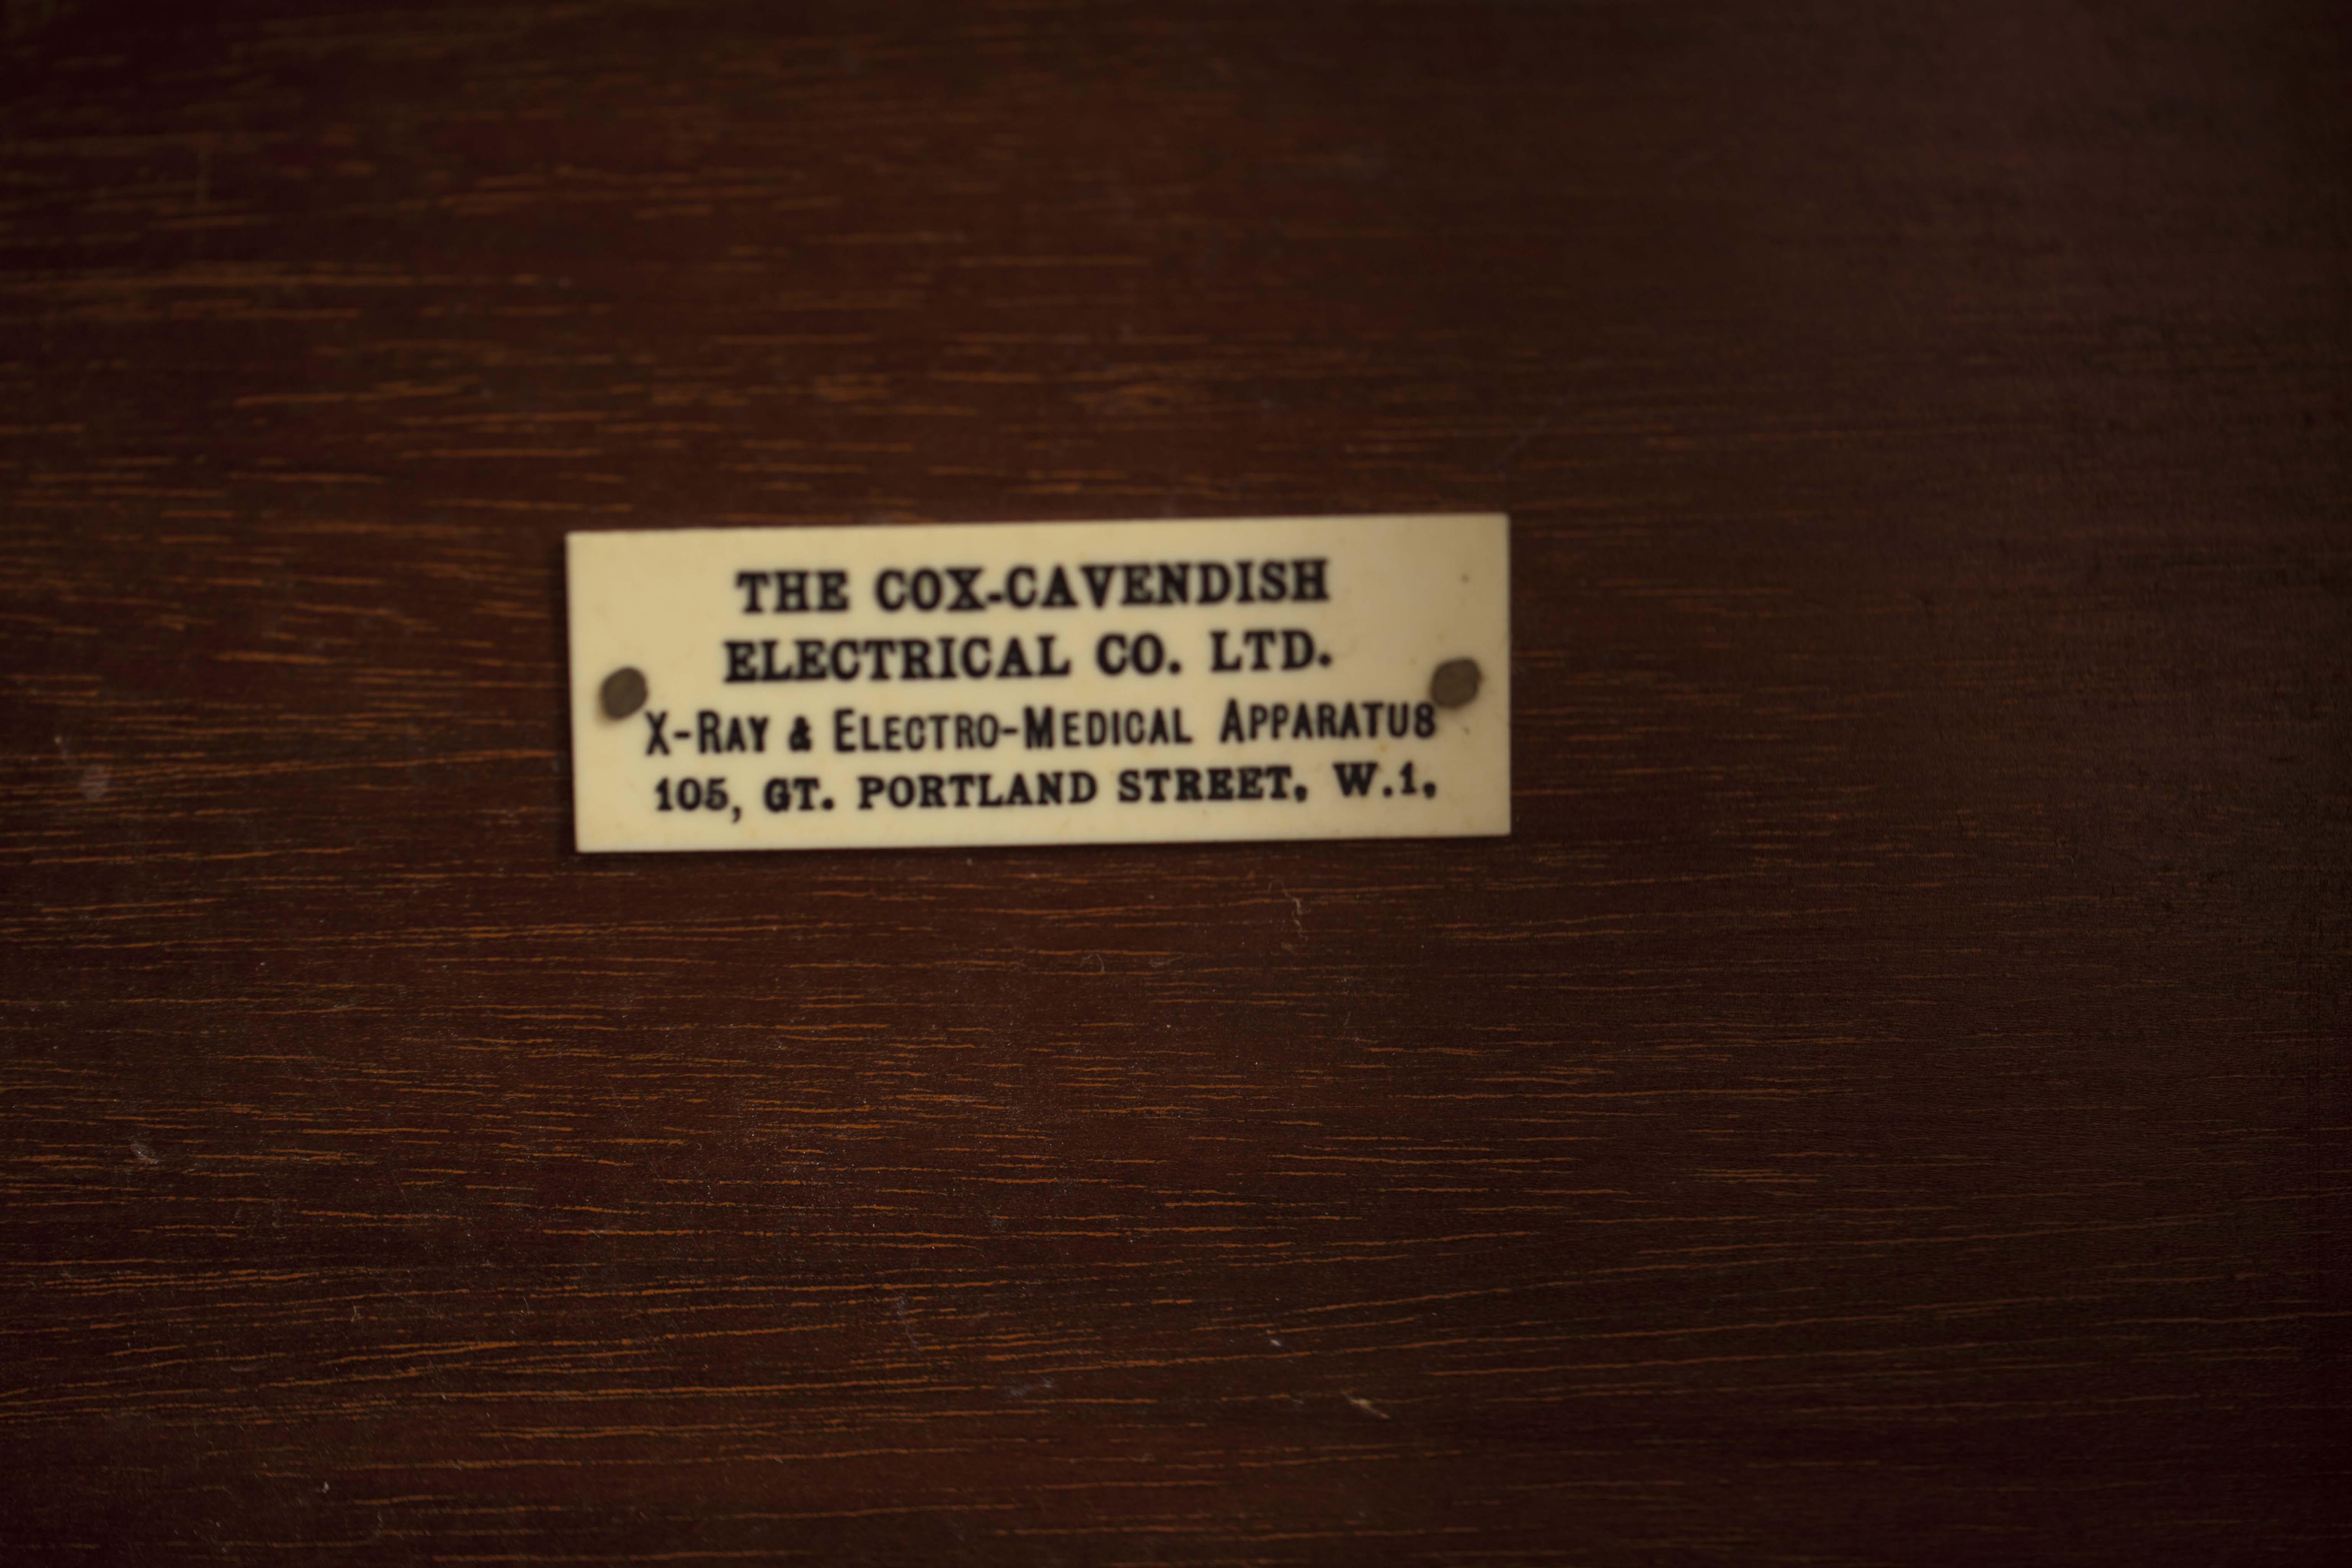 THE COX-CAVENDISH
ELECTRICAL CO. LTD.
X-RAY & ELECTRO-MEDICAL APPARATUS
105, GT. PORTLAND STREET, W.1,